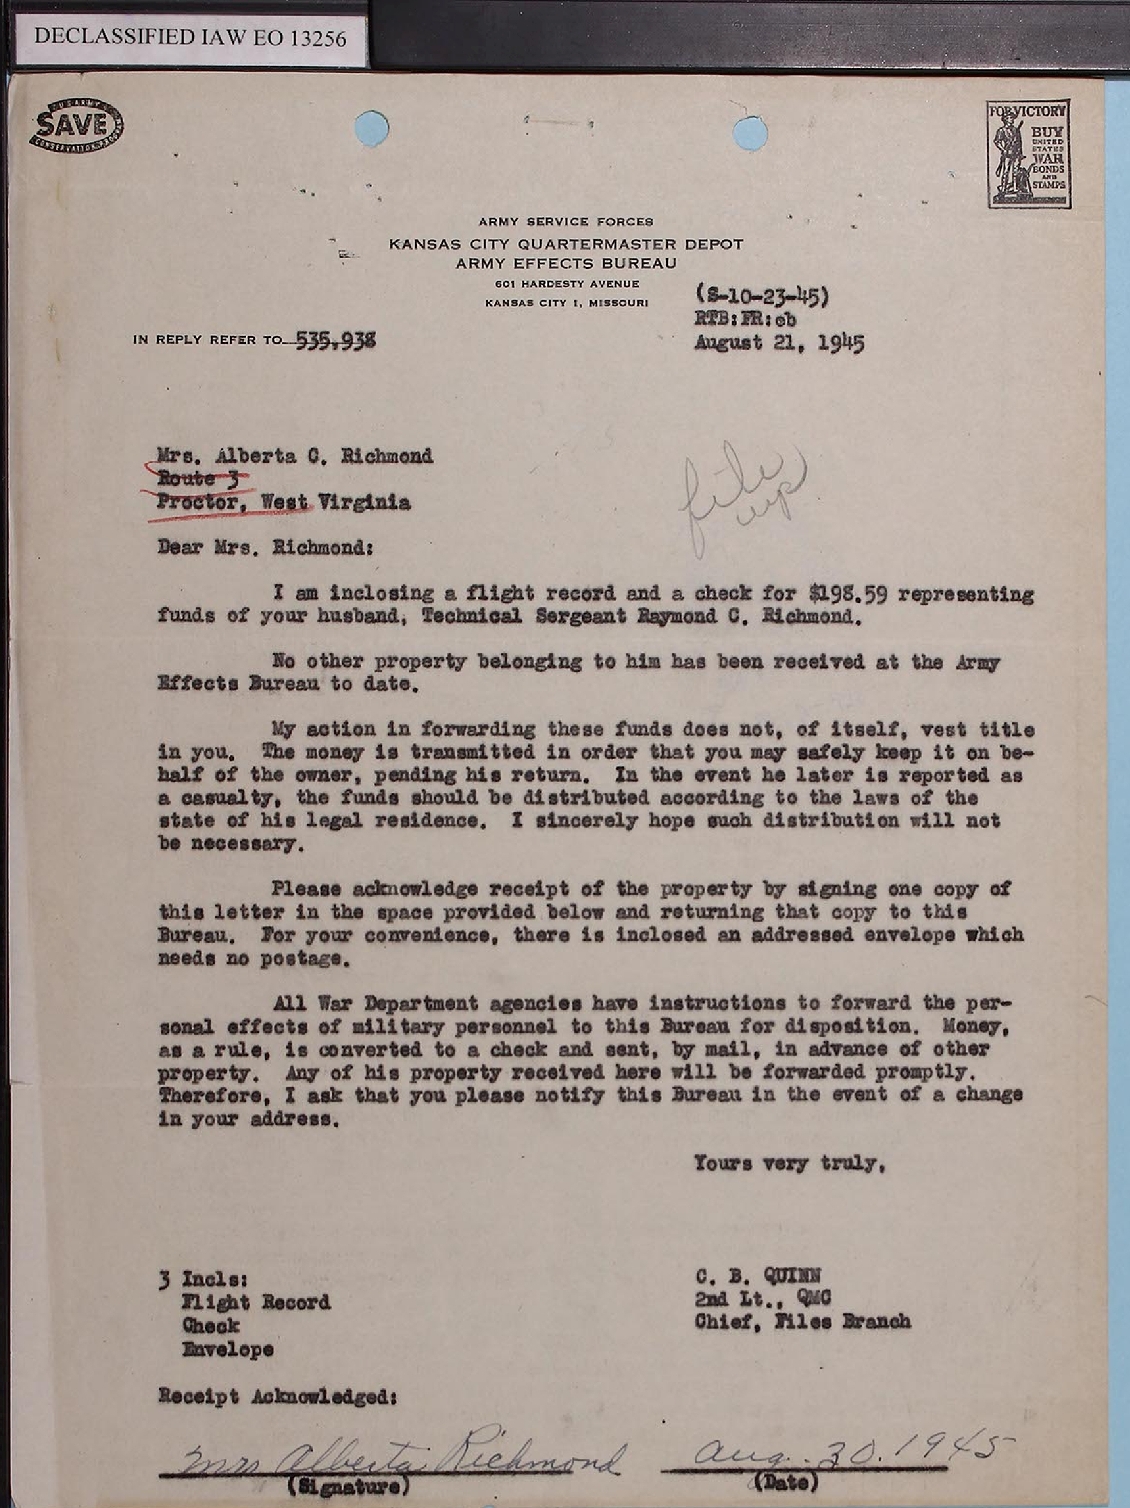 DECLASSIFIED IAW EO 13256
U.S. ARMY
SAVE
CONSERVATION
FOR VICTORY
BUY
UNITED
STATES
WAR
BONDS
AND
STAMPS
ARMY SERVICE FORCES
KANSAS CITY QUARTERMASTER DEPOT
ARMY EFFECTS BUREAU
601 HARDESTY AVENUE
KANSAS CITY 1, MISSOURI
(S-10-23-45)
RTB:FR:eb
IN REPLY REFER TO 535,938
August 21, 1945
Mrs. Alberta C. Richmond
Route 3
Proctor, West Virginia
file
Dear Mrs. Richmond:
I am inclosing a flight record and a check for $198.59 representing
funds of your husband, Technical Sergeant Raymond C. Richmond.
No other property belonging to him has been received at the Army
Effects Bureau to date.
My action in forwarding these funds does not, of itself, vest title
in you. The money is transmitted in order that you may safely keep it on be-
half of the owner, pending his return. In the event he later is reported as
a casualty, the funds should be distributed according to the laws of the
state of his legal residence. I sincerely hope such distribution will not
be necessary.
Please acknowledge receipt of the property by signing one copy of
this letter in the space provided below and returning that copy to this
Bureau. For your convenience, there is inclosed an addressed envelope which
needs no postage.
All War Department agencies have instructions to forward the per-
sonal effects of military personnel to this Bureau for disposition. Money,
as a rule, is converted to a check and sent, by mail, in advance of other
property. Any of his property received here will be forwarded promptly.
Therefore, I ask that you please notify this Bureau in the event of a change
in your address.
Yours very truly,
3 Incls:
Flight Record
Check
Envelope
C. B. QUINN
2nd Lt., QMC
Chief, Files Branch
Receipt Acknowledged:
Mrs Alberta Richmond
Aug. 30. 1945
(Signature)
(Date)